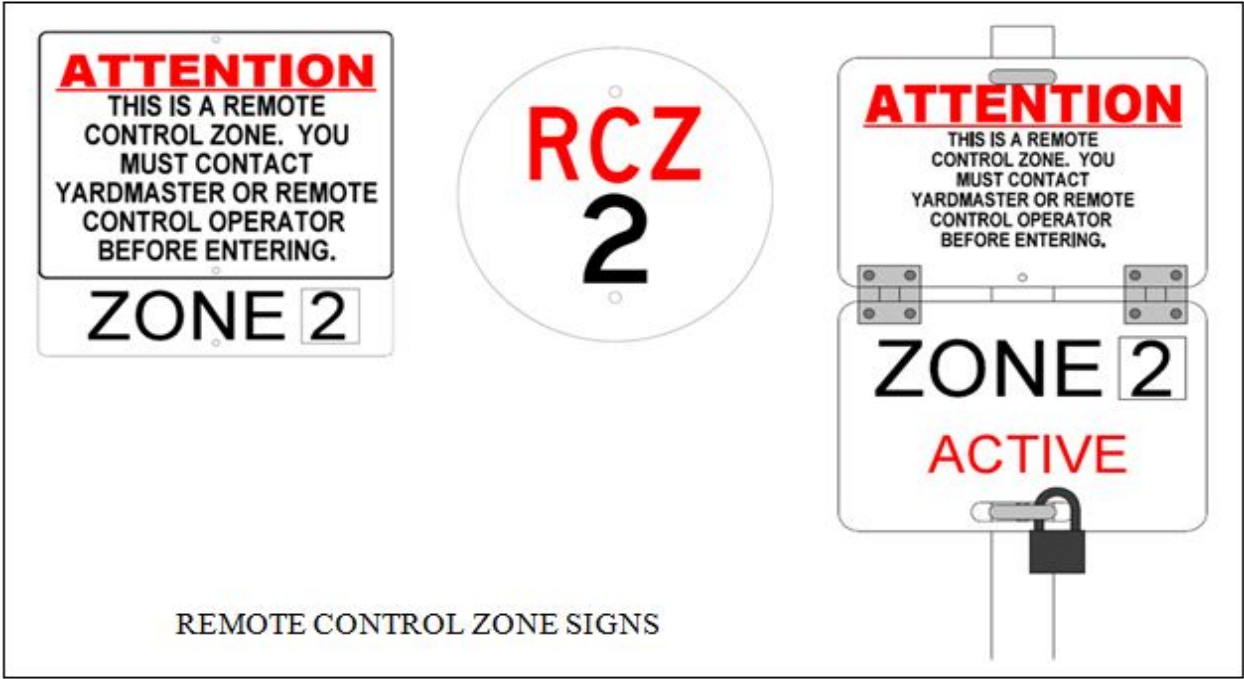 ATTENTION
THIS IS A REMOTE
CONTROL ZONE. YOU
MUST CONTACT
YARDMASTER OR REMOTE
CONTROL OPERATOR
BEFORE ENTERING.
ZONE 2
RCZ
2
ATTENTION
THIS IS A REMOTE
CONTROL ZONE. YOU
MUST CONTACT
YARDMASTER OR REMOTE
CONTROL OPERATOR
BEFORE ENTERING.
ZONE 2
ACTIVE
REMOTE CONTROL ZONE SIGNS